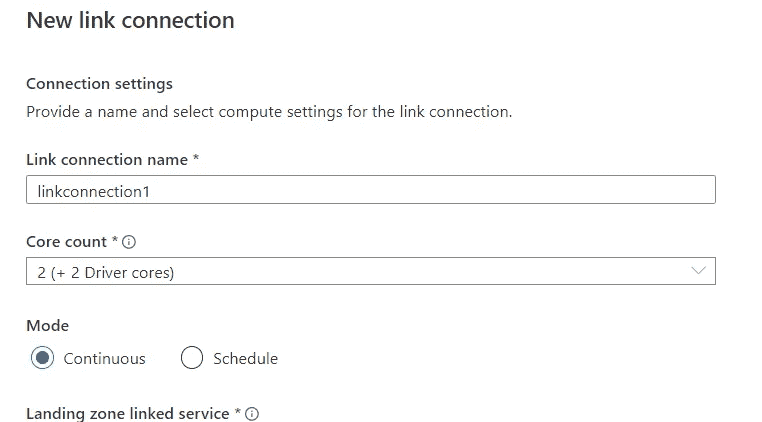 New link connection
Connection settings
Provide a name and select compute settings for the link connection.
Link connection name *
linkconnection1
Core count *
2 (+ 2 Driver cores)
Mode
Continuous Schedule
Landing zone linked service *